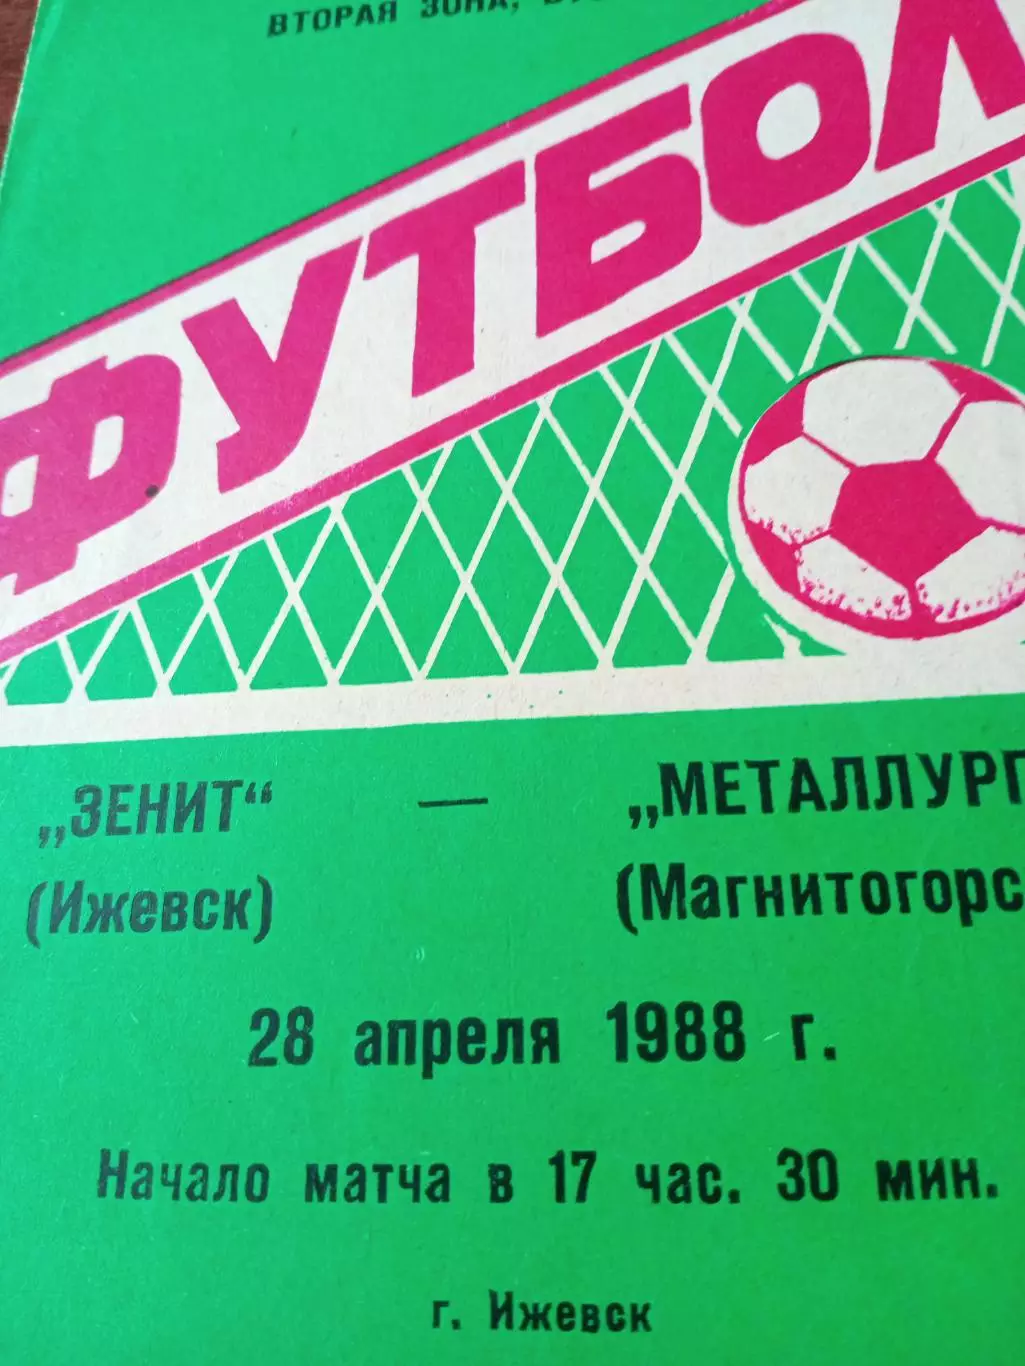 ВТОРАЯ ЗОНА,
ФУТБОЛ
„ЗЕНИТ“ — „МЕТАЛЛУРГ
(Ижевск) (Магнитогорс
28 апреля 1988 г.
Начало матча в 17 час. 30 мин.
г. Ижевск